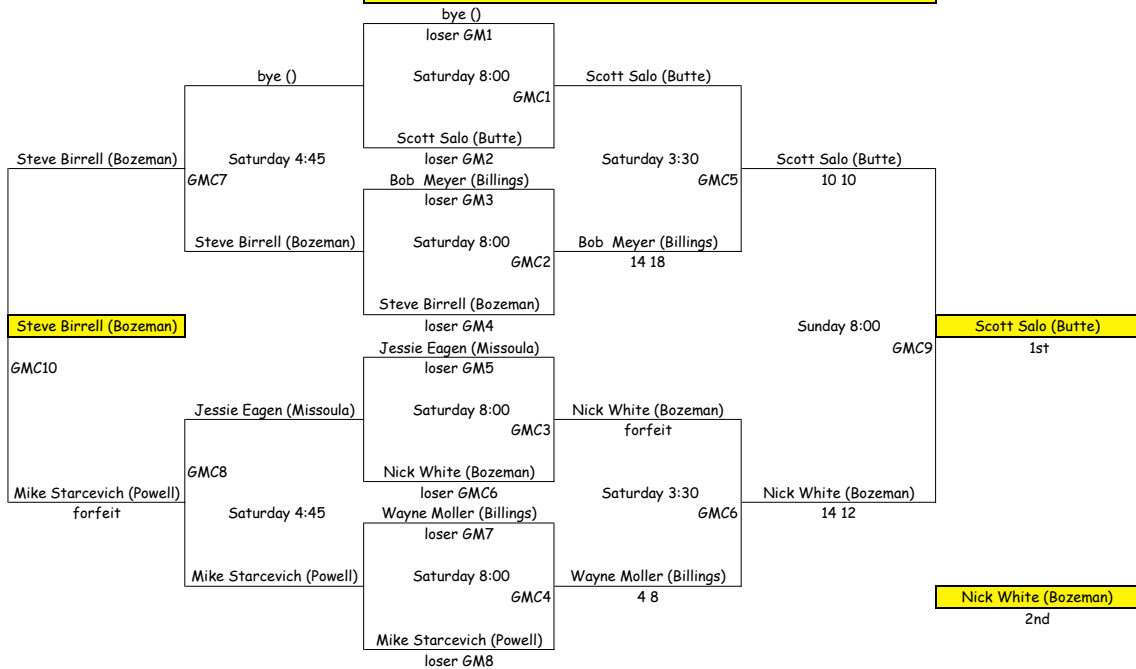 bye ()
loser GM1
bye ()
Saturday 8:00
Scott Salo (Butte)
GMC1
Scott Salo (Butte)
Steve Birrell (Bozeman)
Saturday 4:45
loser GM2
Saturday 3:30
Scott Salo (Butte)
GMC7
Bob Meyer (Billings)
GMC5
10 10
loser GM3
Steve Birrell (Bozeman)
Saturday 8:00
Bob Meyer (Billings)
GMC2
14 18
Steve Birrell (Bozeman)
Steve Birrell (Bozeman)
loser GM4
Sunday 8:00
Scott Salo (Butte)
Jessie Eagen (Missoula)
GMC9
1st
GMC10
loser GM5
Jessie Eagen (Missoula)
Saturday 8:00
Nick White (Bozeman)
GMC3
forfeit
GMC8
Nick White (Bozeman)
Mike Starcevich (Powell)
loser GMC6
Saturday 3:30
Nick White (Bozeman)
forfeit
Saturday 4:45
Wayne Moller (Billings)
GMC6
14 12
loser GM7
Mike Starcevich (Powell)
Saturday 8:00
Wayne Moller (Billings)
GMC4
4 8
Nick White (Bozeman)
2nd
Mike Starcevich (Powell)
loser GM8